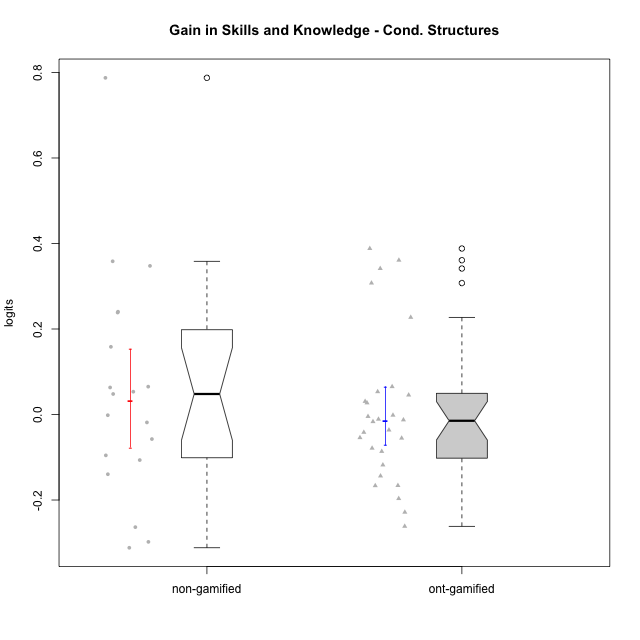 Gain in Skills and Knowledge - Cond. Structures
logits
0.8
0.6
0.4
0.2
0.0
-0.2
non-gamified
ont-gamified